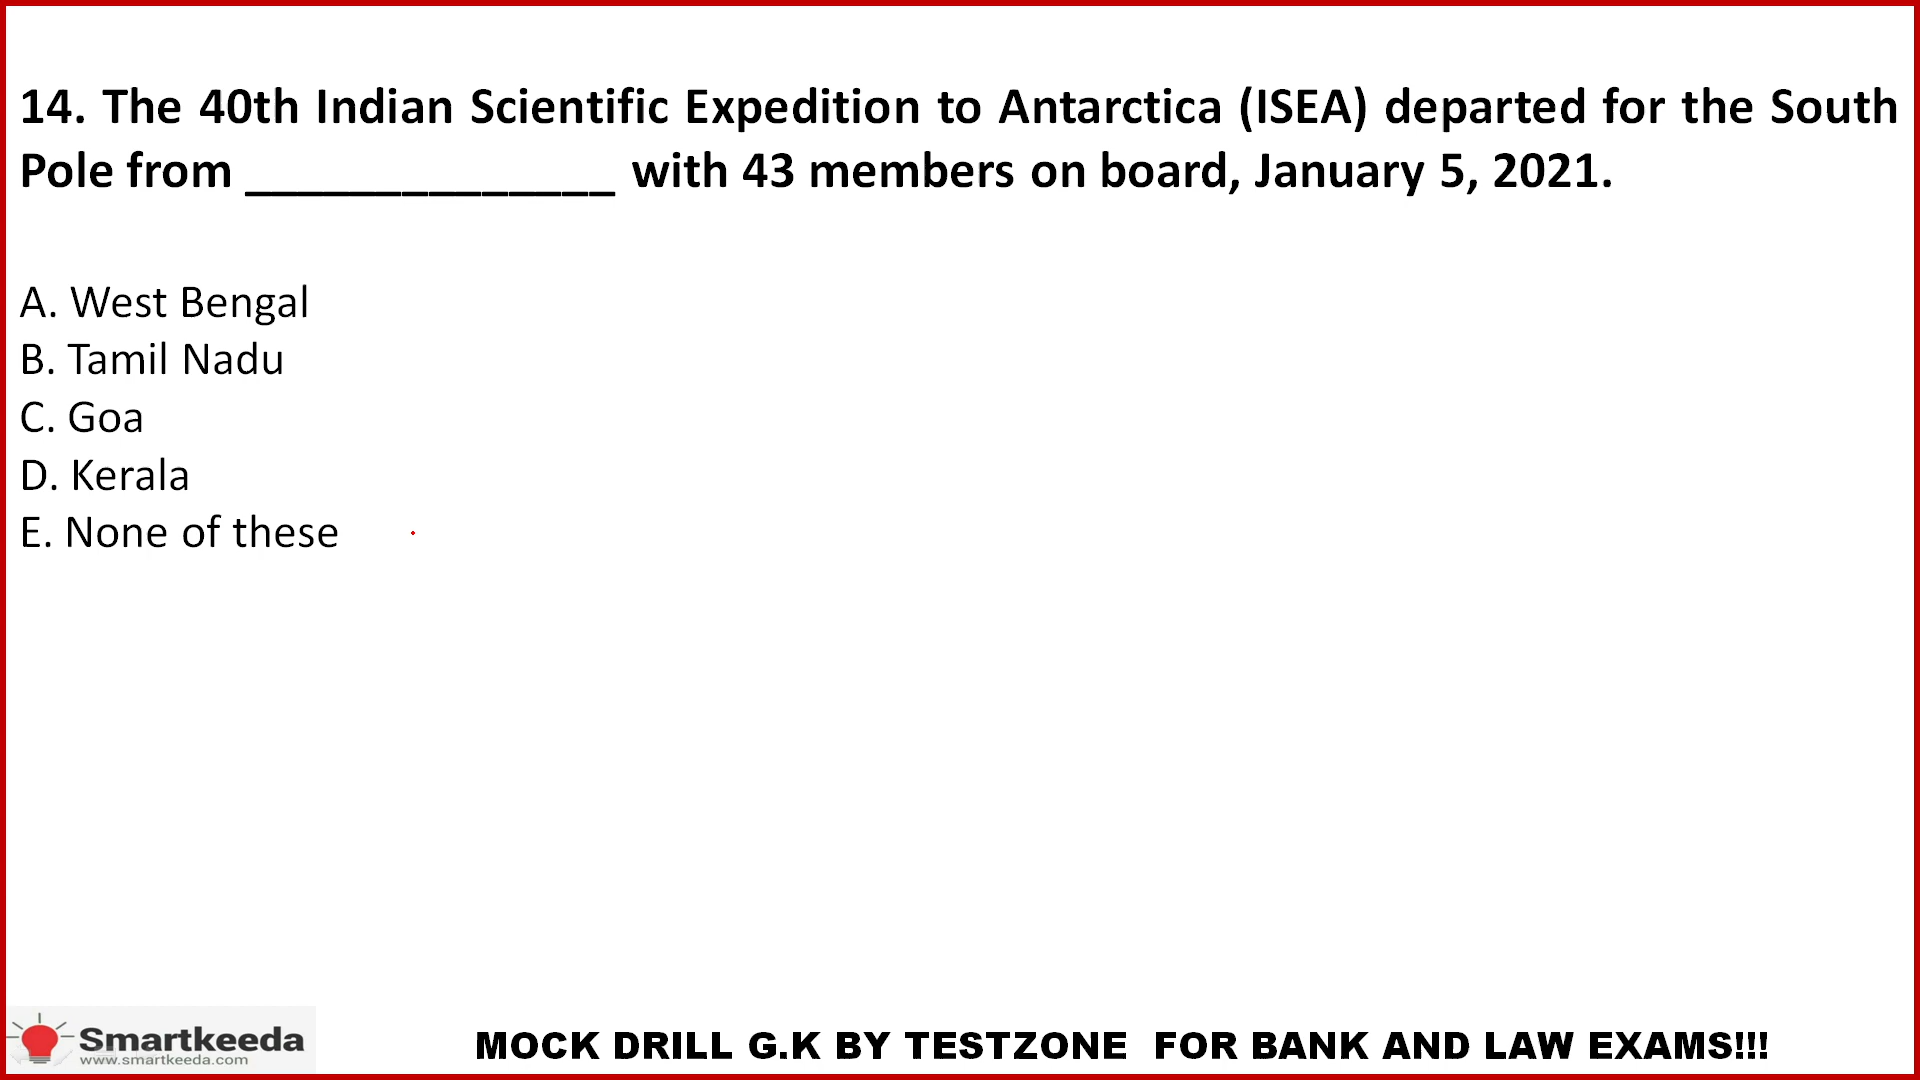 14. The 40th Indian Scientific Expedition to Antarctica (ISEA) departed for the South
Pole from ______________ with 43 members on board, January 5, 2021.
A. West Bengal
B. Tamil Nadu
C. Goa
D. Kerala
E. None of these
Smartkeeda
www.smartkeeda.com
MOCK DRILL G.K BY TESTZONE FOR BANK AND LAW EXAMS!!!